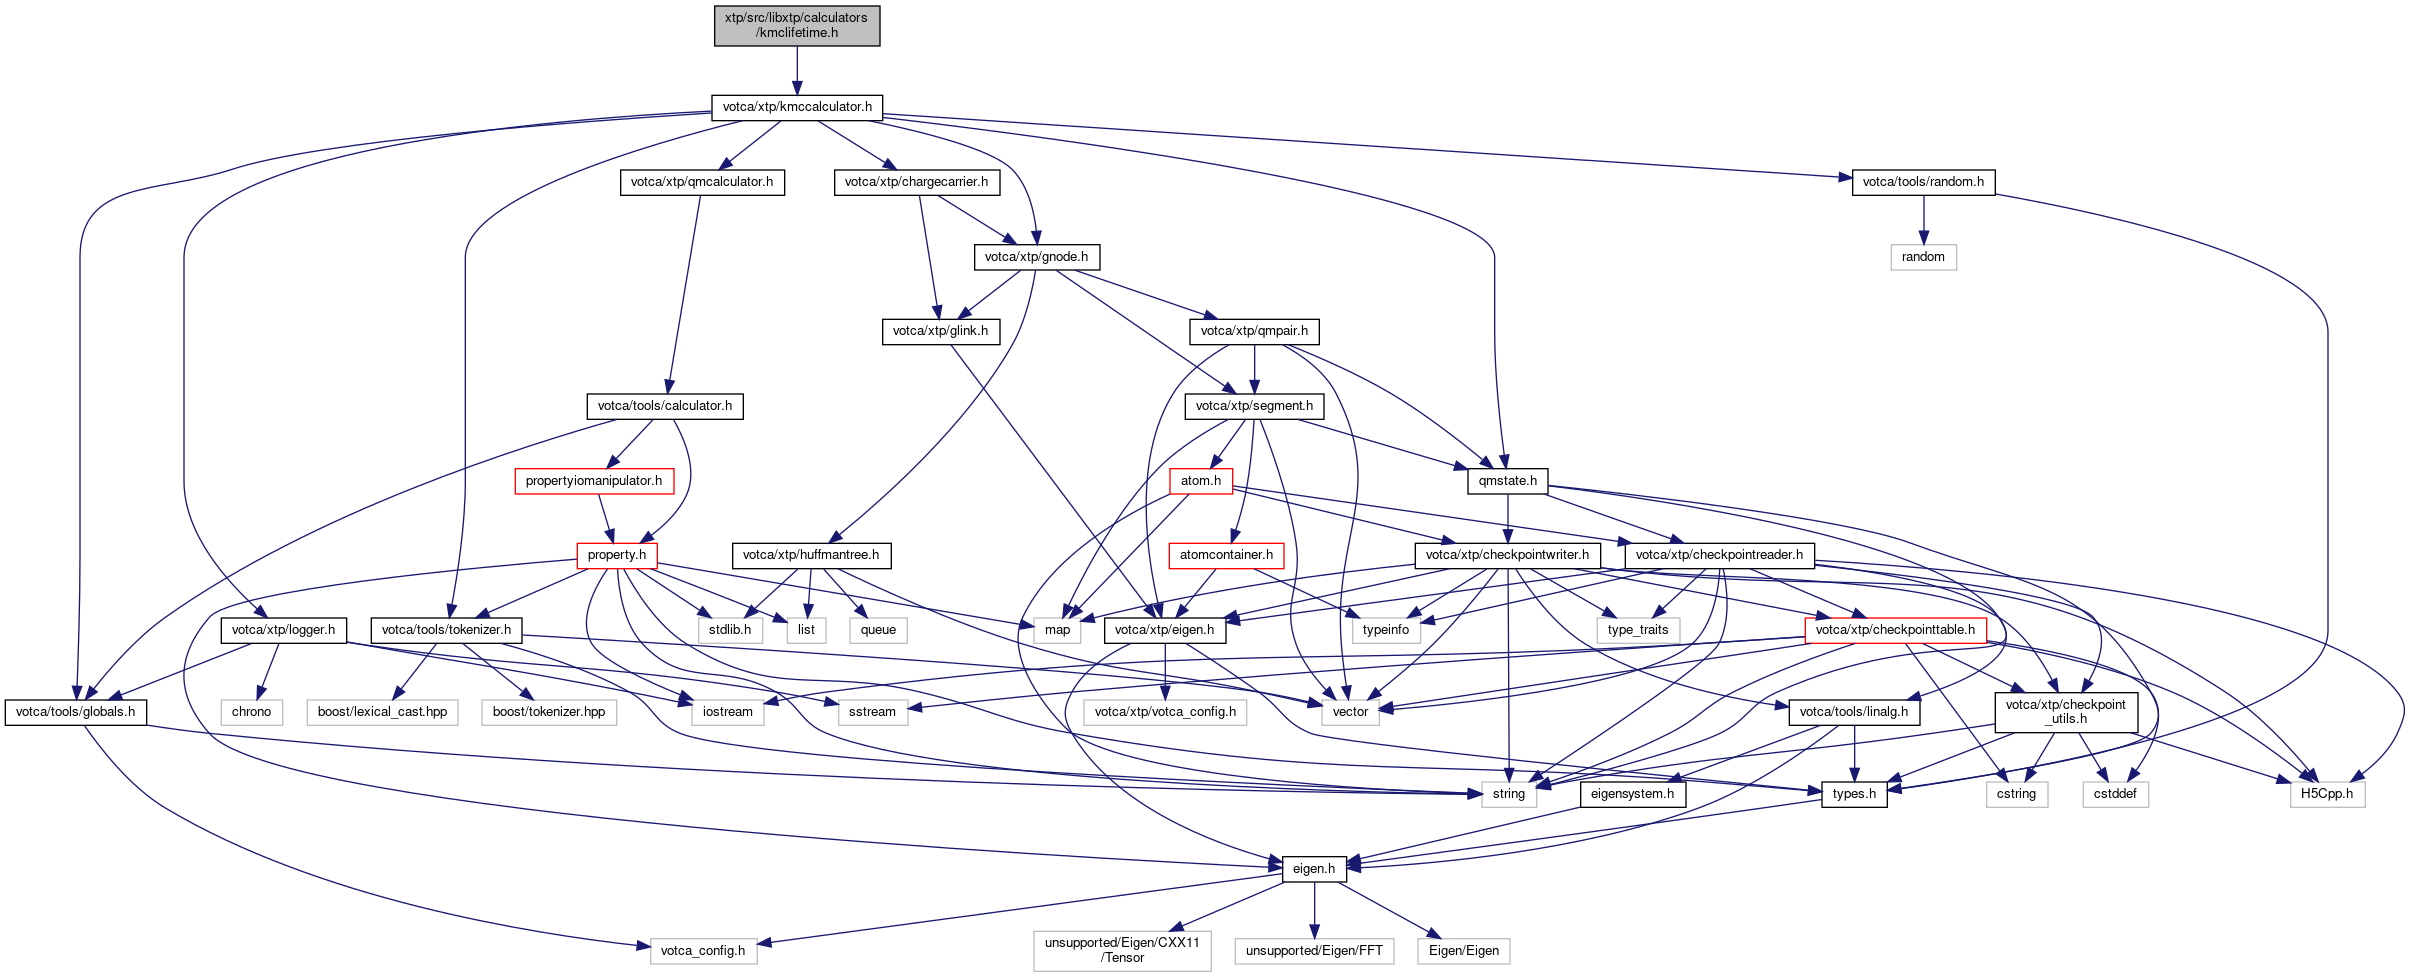 xtp/src/libxtp/calculators
/kmclifetime.h
votca/xtp/kmccalculator.h
votca/xtp/qmcalculator.h
votca/xtp/chargecarrier.h
votca/tools/random.h
votca/xtp/gnode.h
random
votca/xtp/glink.h
votca/xtp/qmpair.h
votca/tools/calculator.h
votca/xtp/segment.h
propertyiomanipulator.h
atom.h
qmstate.h
property.h
votca/xtp/huffmantree.h
atomcontainer.h
votca/xtp/checkpointwriter.h
votca/xtp/checkpointreader.h
votca/xtp/logger.h
votca/tools/tokenizer.h
stdlib.h
list
queue
map
votca/xtp/eigen.h
typeinfo
type_traits
votca/xtp/checkpointtable.h
votca/tools/globals.h
chrono
boost/lexical_cast.hpp
boost/tokenizer.hpp
iostream
sstream
votca/xtp/votca_config.h
vector
votca/tools/linalg.h
votca/xtp/checkpoint
_utils.h
string
eigensystem.h
types.h
cstring
cstddef
H5Cpp.h
eigen.h
votca_config.h
unsupported/Eigen/CXX11
/Tensor
unsupported/Eigen/FFT
Eigen/Eigen